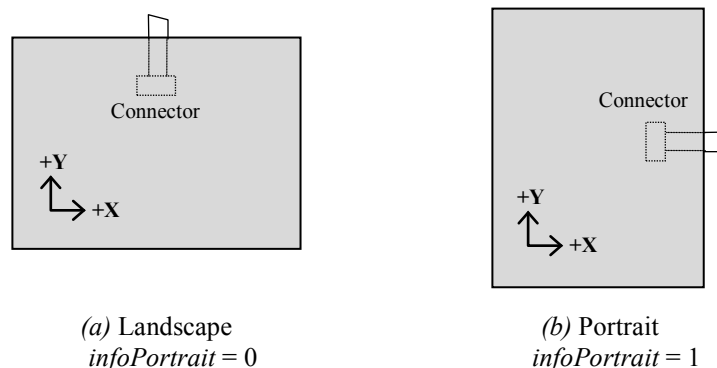 Connector
+Y
+X
(a) Landscape
infoPortrait = 0
Connector
+Y
+X
(b) Portrait
infoPortrait = 1